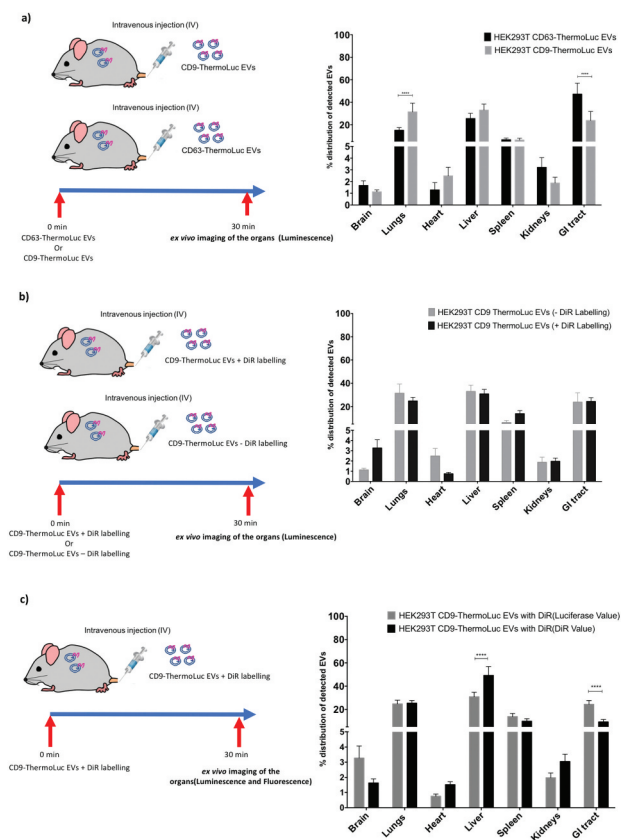 a)
Intravenous injection (IV)
CD9-ThermoLuc EVs
Intravenous injection (IV)
CD63-ThermoLuc EVs
0 min
CD63-ThermoLuc EVs
Or
CD9-ThermoLuc EVs
30 min
ex vivo imaging of the organs (Luminescence)
HEK293T CD63-ThermoLuc EVs
HEK293T CD9-ThermoLuc EVs
% distribution of detected EVs
100
80
60
40
20
5
4
3
2
1
0
****
****
Brain
Lungs
Heart
Liver
Spleen
Kidneys
GI tract
b)
Intravenous injection (IV)
CD9-ThermoLuc EVs + DiR labelling
Intravenous injection (IV)
CD9-ThermoLuc EVs - DiR labelling
0 min
CD9-ThermoLuc EVs + DiR labelling
Or
CD9-ThermoLuc EVs – DiR labelling
30 min
ex vivo imaging of the organs (Luminescence)
HEK293T CD9 ThermoLuc EVs (- DiR Labelling)
HEK293T CD9 ThermoLuc EVs (+ DiR Labelling)
% distribution of detected EVs
100
80
60
40
20
5
4
3
2
1
0
Brain
Lungs
Heart
Liver
Spleen
Kidneys
GI tract
c)
Intravenous injection (IV)
CD9-ThermoLuc EVs + DiR labelling
0 min
CD9-ThermoLuc EVs + DiR labelling
30 min
ex vivo imaging of the
organs(Luminescence and Fluorescence)
HEK293T CD9-ThermoLuc EVs with DiR(Luciferase Value)
HEK293T CD9-ThermoLuc EVs with DiR(DiR Value)
% distribution of detected EVs
100
80
60
40
20
5
4
3
2
1
0
****
****
Brain
Lungs
Heart
Liver
Spleen
Kidneys
GI tract